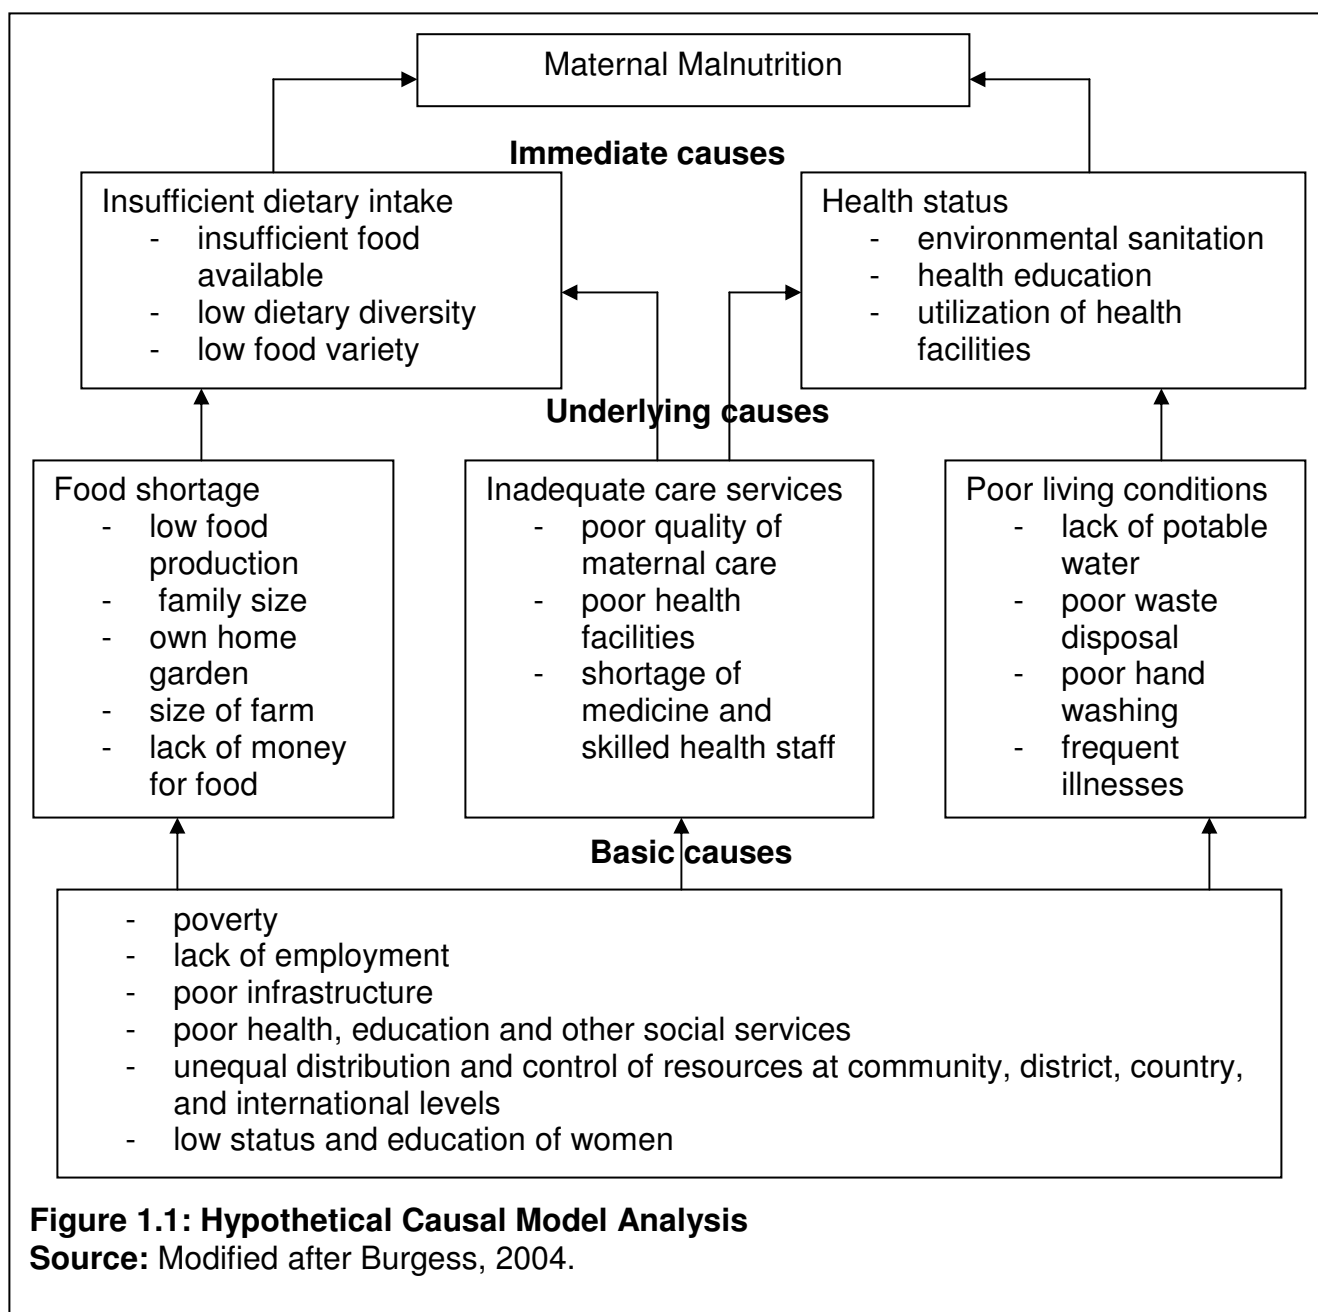 Maternal Malnutrition
Immediate causes
Insufficient dietary intake
- insufficient food
available
- low dietary diversity
- low food variety
Health status
- environmental sanitation
- health education
- utilization of health
facilities
Underlying causes
Food shortage
- low food
production
- family size
- own home
garden
- size of farm
- lack of money
for food
Inadequate care services
- poor quality of
maternal care
- poor health
facilities
- shortage of
medicine and
skilled health staff
Poor living conditions
- lack of potable
water
- poor waste
disposal
- poor hand
washing
- frequent
illnesses
Basic causes
- poverty
- lack of employment
- poor infrastructure
- poor health, education and other social services
- unequal distribution and control of resources at community, district, country,
and international levels
- low status and education of women
Figure 1.1: Hypothetical Causal Model Analysis
Source: Modified after Burgess, 2004.